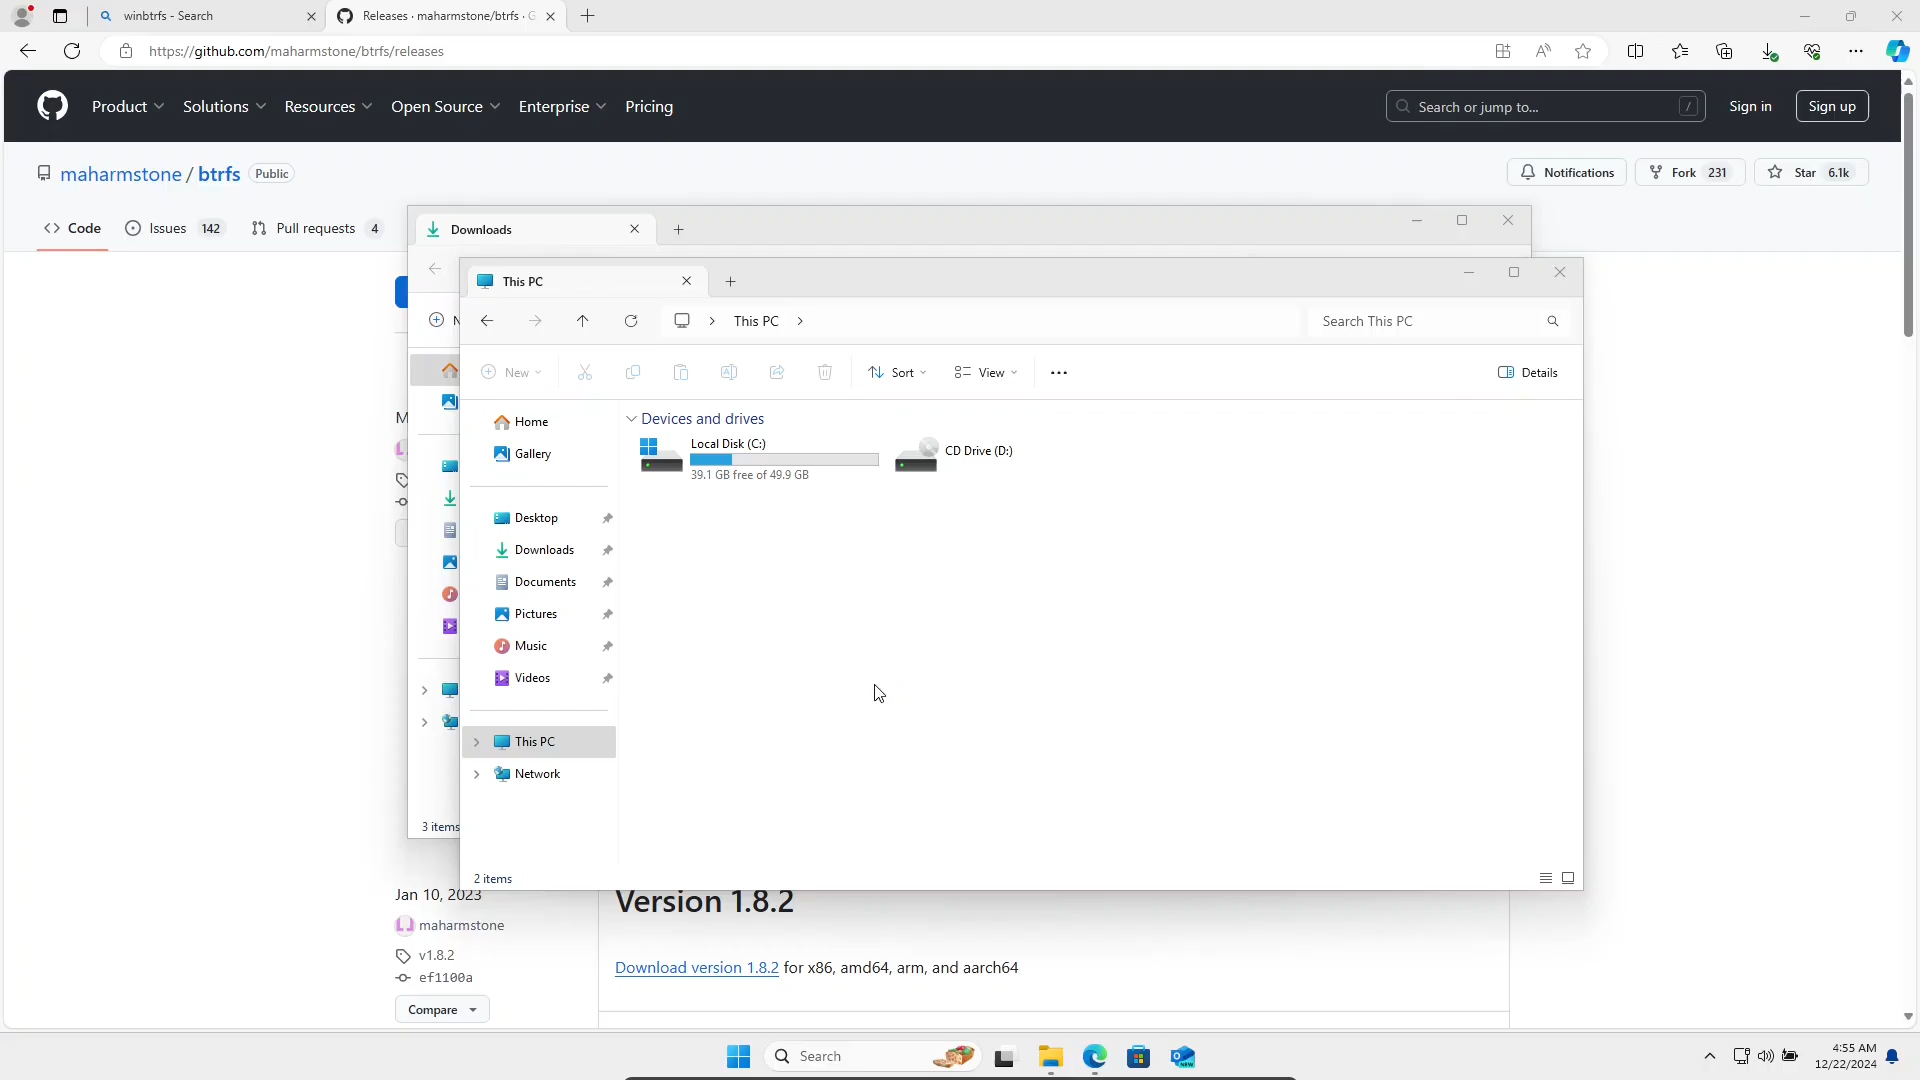 winbtrfs - Search
Releases · maharmstone/btrfs · G
https://github.com/maharmstone/btrfs/releases
Product
Solutions
Resources
Open Source
Enterprise
Pricing
Search or jump to...
/
Sign in
Sign up
maharmstone / btrfs
Public
Notifications
Fork 231
Star 6.1k
Code
Issues 142
Pull requests 4
Downloads
This PC
This PC
Search This PC
New
Sort
View
Details
Home
Gallery
Desktop
Downloads
Documents
Pictures
Music
Videos
This PC
Network
Devices and drives
Local Disk (C:)
39.1 GB free of 49.9 GB
CD Drive (D:)
2 items
3 items
Jan 10, 2023
maharmstone
v1.8.2
ef1100a
Compare
Version 1.8.2
Download version 1.8.2 for x86, amd64, arm, and aarch64
Search
NEW
4:55 AM
12/22/2024